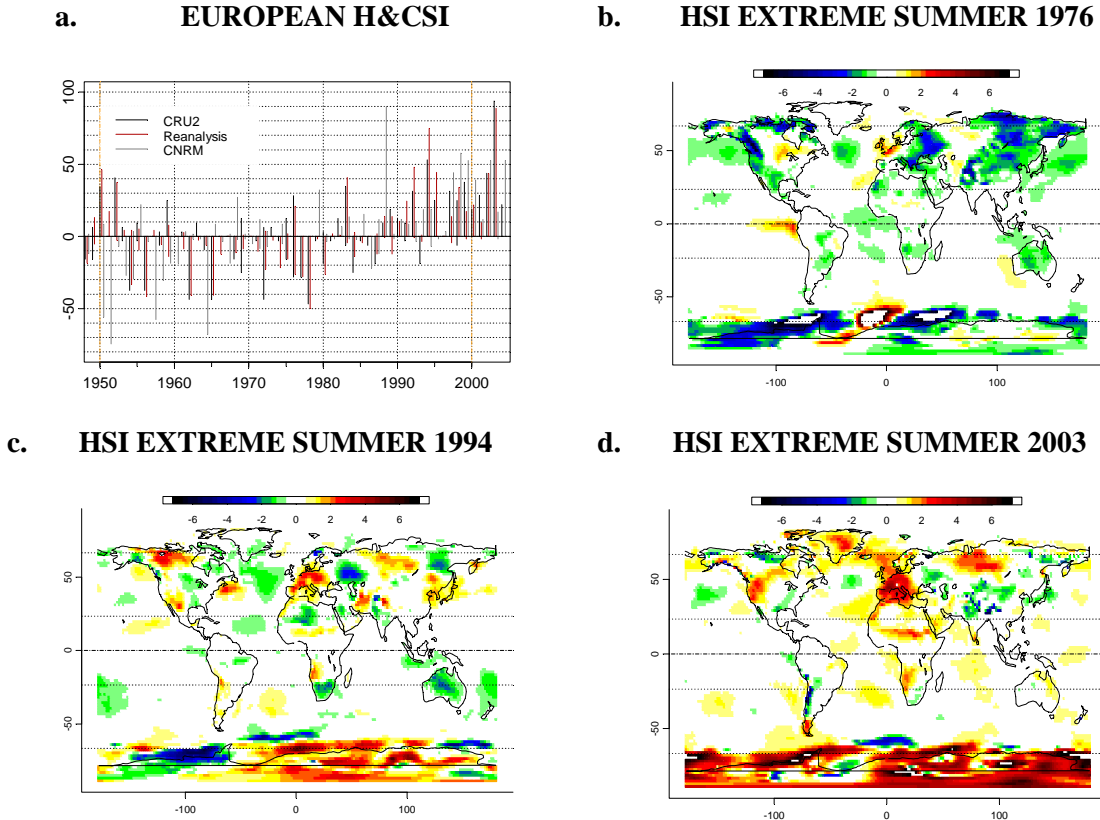 a. EUROPEAN H&CSI
100
50
0
-50
CRU2
Reanalysis
CNRM
1950 1960 1970 1980 1990 2000
b. HSI EXTREME SUMMER 1976
-6 -4 -2 0 2 4 6
50
0
-50
-100 0 100
c. HSI EXTREME SUMMER 1994
-6 -4 -2 0 2 4 6
50
0
-50
-100 0 100
d. HSI EXTREME SUMMER 2003
-6 -4 -2 0 2 4 6
50
0
-50
-100 0 100